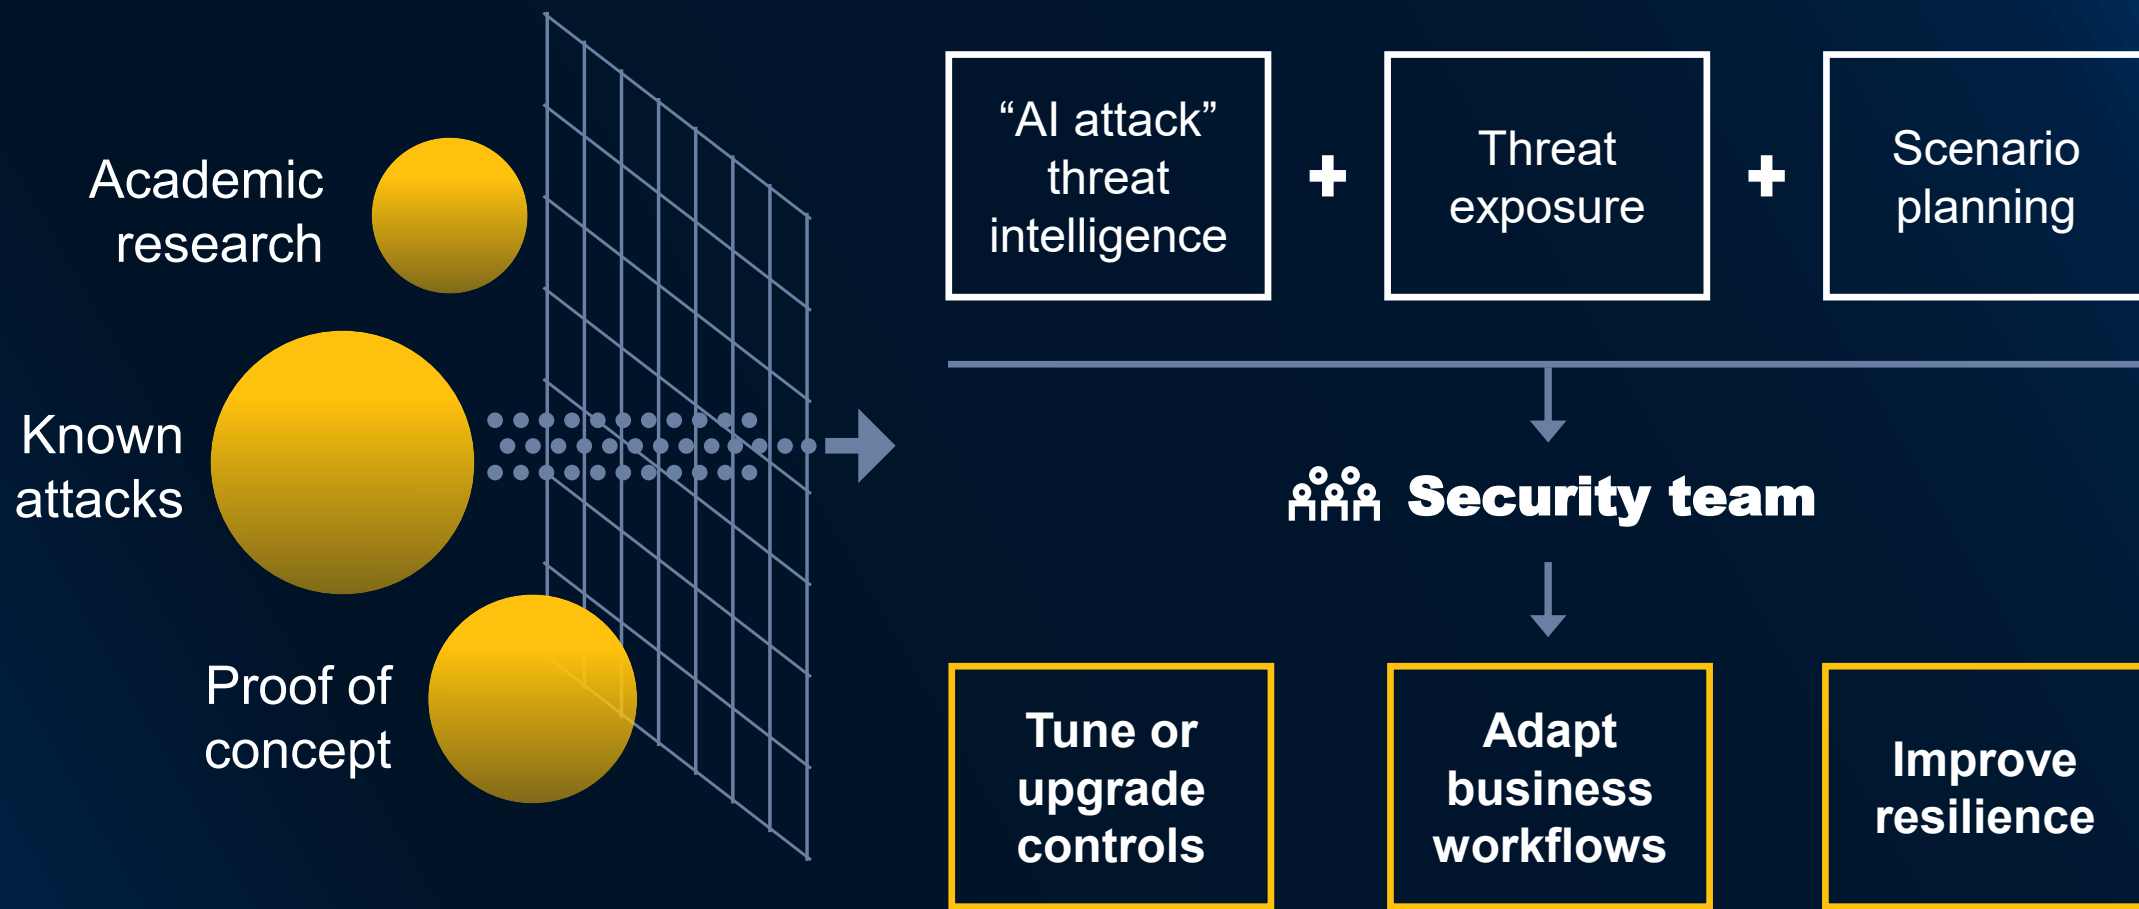 Academic
research
Known
attacks
Proof of
concept
“AI attack”
threat
intelligence
Threat
exposure
Scenario
planning
Security team
Tune or
upgrade
controls
Adapt
business
workflows
Improve
resilience